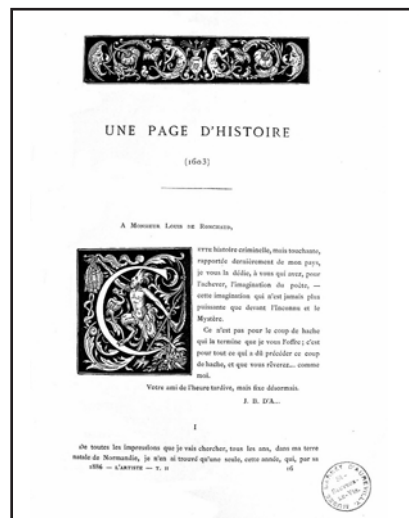 UNE PAGE D'HISTOIRE
(1603)
A MONSIEUR LOUIS DE RONCHAUD,
CETTE histoire criminelle, mais touchante,
rapportée dernièrement de mon pays,
je vous la dédie, à vous qui avez, pour
l'achever, l'imagination du poète, —
cette imagination qui n'est jamais plus
puissante que devant l'Inconnu et le
Mystère.
Ce n'est pas pour le coup de hache
qui la termine que je vous l'offre; c'est
pour tout ce qui a dû précéder ce coup
de hache, et que vous rêverez... comme
moi.
Votre ami de l'heure tardive, mais fixe désormais.
J. B. D'A...
I
De toutes les impressions que je vais chercher, tous les ans, dans ma terre
natale de Normandie, je n'en ai trouvé qu'une seule, cette année, qui, par sa
1886 — L'ARTISTE — T. II
16